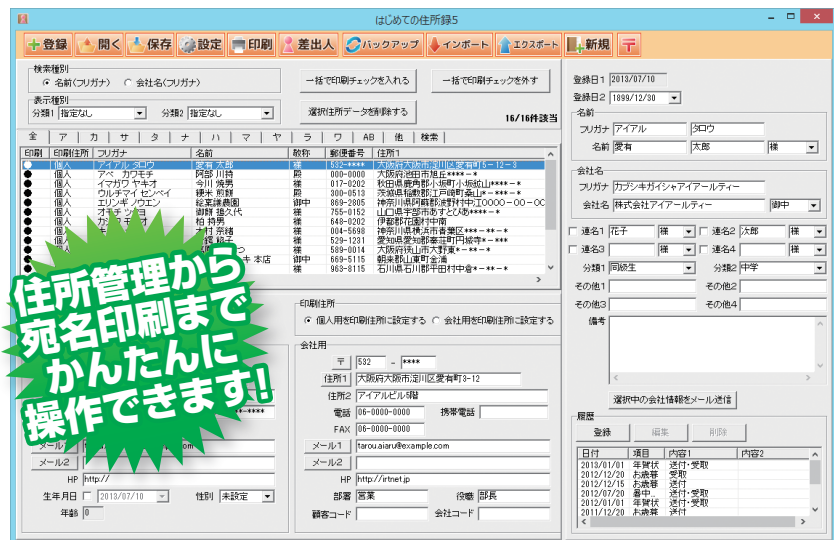 はじめての住所録5
登録 開く 保存 設定 印刷 差出人 バックアップ インポート エクスポート 新規 〒
検索種別
名前(フリガナ) 会社名(フリガナ)
表示種別
分類1 指定なし 分類2 指定なし
一括で印刷チェックを入れる 一括で印刷チェックを外す
選択住所データを削除する
16/16件該当
全 ア カ サ タ ナ ハ マ ヤ ラ ワ AB 他 検索
印刷 印刷住所 フリガナ 名前 敬称 郵便番号 住所1
個人 アイアル タロウ 愛有 太郎 様 532-**** 大阪府大阪市淀川区愛有町5-12-3
個人 アベ カワモチ 阿部 川持 殿 000-0000 大阪府池田市旭丘****-*
個人 イマガワ ヤキオ 今川 焼男 様 017-0202 秋田県鹿角郡小坂町小坂鉱山****-*
個人 ウルチマイ センベイ 粳米 煎餅 殿 300-0513 茨城県稲敷郡江戸崎町桑山*-***-*
個人 エリンギ ノウエン 絵菓鎌農園 御中 869-2805
個人 オモチ ツキヨ 御餅 搗久代 様 755-0152
個人 柏 持男 様 648-0202 伊都郡花園村中南
個人 様 004-5698 神奈川県横浜市青葉区***-**-*
個人 様 529-1231 愛知県愛知郡秦荘町円城寺*-***
様 589-0014 大阪府狭山市大野東*-**-*
本店 御中 669-5115 朝来郡山東町金浦
様 963-8115 石川県石川郡平田村中倉*-**-*
住所管理から
宛名印刷まで
かんたんに
操作できます!
**-****
メール1
メール2
HP http://
生年月日 2013/07/10 性別 未設定
年齢 0
印刷住所
個人用を印刷住所に設定する 会社用を印刷住所に設定する
会社用
〒 532 - ****
住所1 大阪府大阪市淀川区愛有町3-12
住所2 アイアルビル5階
電話 06-0000-0000 携帯電話
FAX 06-0000-0000
メール1 tarou.aiaru@example.com
メール2
HP http://irtnet.jp
部署 営業 役職 部長
顧客コード 会社コード
登録日1 2013/07/10
登録日2 1899/12/30
名前
フリガナ アイアル タロウ
名前 愛有 太郎 様
会社名
フリガナ カブシキガイシャアイアールティー
会社名 株式会社アイアールティー 御中
連名1 花子 様 連名2 次郎 様
連名3 様 連名4 様
分類1 同級生 分類2 中学
その他1 その他2
その他3 その他4
備考
選択中の会社情報をメール送信
履歴
登録 編集 削除
日付 項目 内容1 内容2
2013/01/01 年賀状 送付・受取
2012/12/20 お歳暮 受取
2012/12/15 お歳暮 送付
2012/07/20 暑中.. 送付・受取
2012/01/01 年賀状 送付・受取
2011/12/20 お歳暮 送付